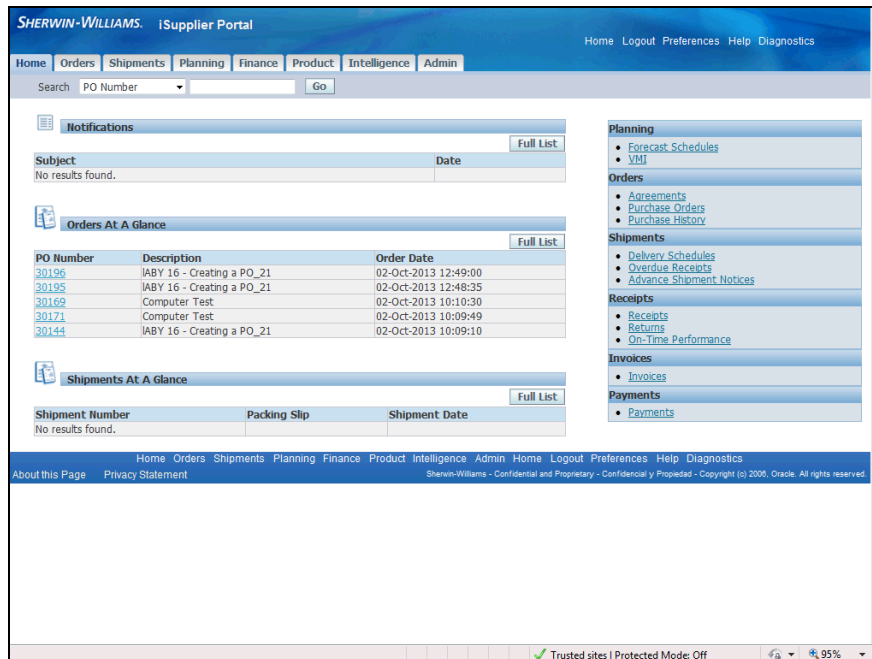 SHERWIN-WILLIAMS. iSupplier Portal
Home Logout Preferences Help Diagnostics
Home Orders Shipments Planning Finance Product Intelligence Admin
Search PO Number Go
Notifications
Full List
Subject Date
No results found.
Orders At A Glance
Full List
PO Number Description Order Date
30196 IABY 16 - Creating a PO_21 02-Oct-2013 12:49:00
30195 IABY 16 - Creating a PO_21 02-Oct-2013 12:48:35
30169 Computer Test 02-Oct-2013 10:10:30
30171 Computer Test 02-Oct-2013 10:09:49
30144 IABY 16 - Creating a PO_21 02-Oct-2013 10:09:10
Shipments At A Glance
Full List
Shipment Number Packing Slip Shipment Date
No results found.
Planning
Forecast Schedules
VMI
Orders
Agreements
Purchase Orders
Purchase History
Shipments
Delivery Schedules
Overdue Receipts
Advance Shipment Notices
Receipts
Receipts
Returns
On-Time Performance
Invoices
Invoices
Payments
Payments
Home Orders Shipments Planning Finance Product Intelligence Admin Home Logout Preferences Help Diagnostics
About this Page Privacy Statement Sherwin-Williams - Confidential and Proprietary - Confidencial y Propiedad - Copyright (c) 2006, Oracle. All rights reserved.
Trusted sites | Protected Mode: Off 95%